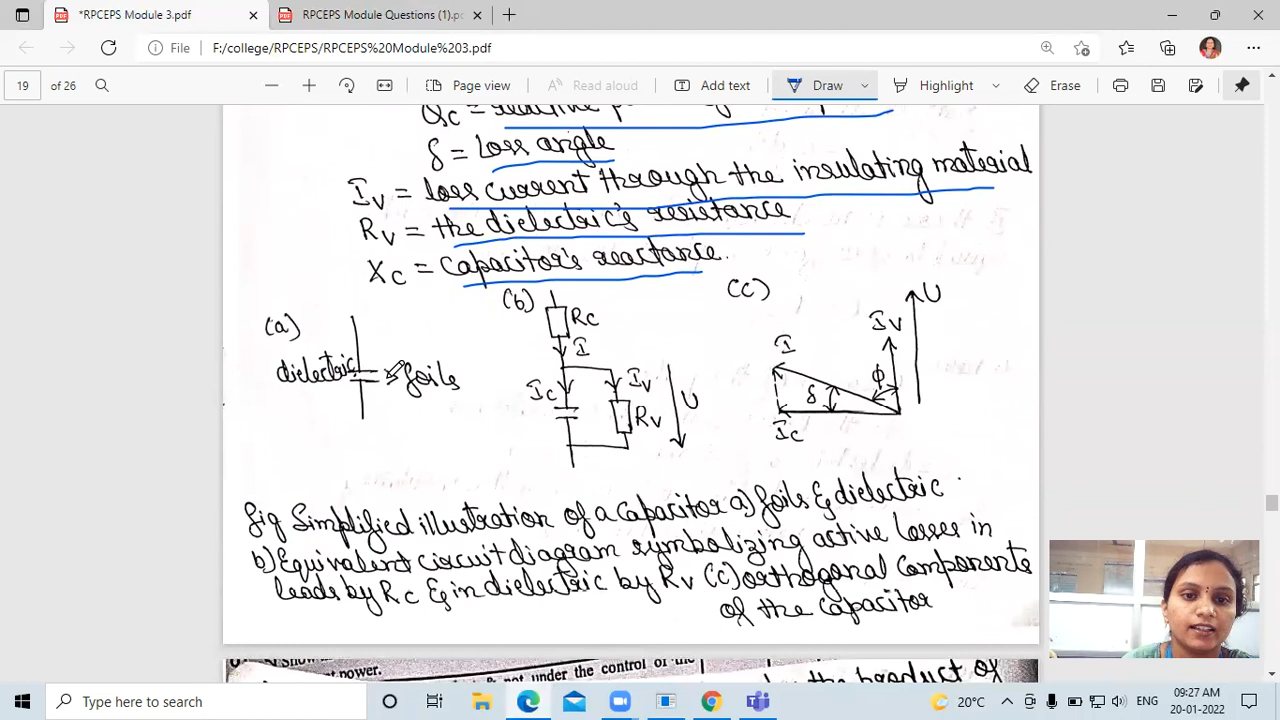 *RPCEPS Module 3.pdf
RPCEPS Module Questions (1).pc
File
F:/college/RPCEPS/RPCEPS%20Module%203.pdf
19
of 26
Page view
Read aloud
Add text
Draw
Highlight
Erase
Qc = reactive
δ = loss angle
Iv = loss current through the insulating material
Rv = the dielectric's resistance
Xc = Capacitor's reactance.
(a)
dielectric
foils
(b)
Rc
I
Ic
Iv
Rv
U
(c)
U
Iv
I
δ
ϕ
Ic
fig Simplified illustration of a capacitor a) foils & dielectric
b) Equivalent circuit diagram symbolizing active losses in
leads by Rc & in dielectric by Rv (c) orthogonal components
of the capacitor
not under the control of the
power.
the product of
Type here to search
20°C
ENG
09:27 AM
20-01-2022